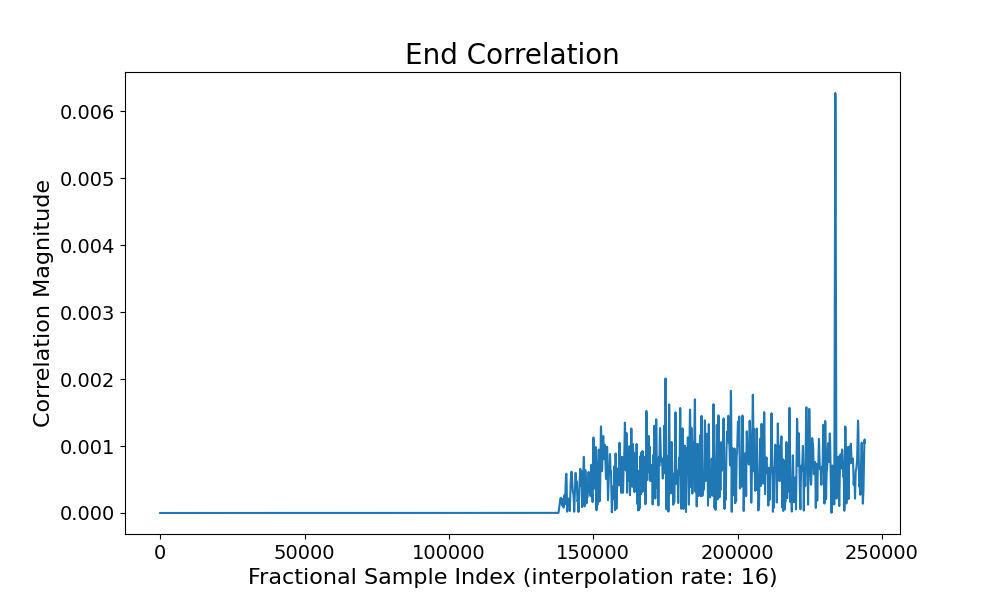 End Correlation
Correlation Magnitude
0.006
0.005
0.004
0.003
0.002
0.001
0.000
0 50000 100000 150000 200000 250000
Fractional Sample Index (interpolation rate: 16)